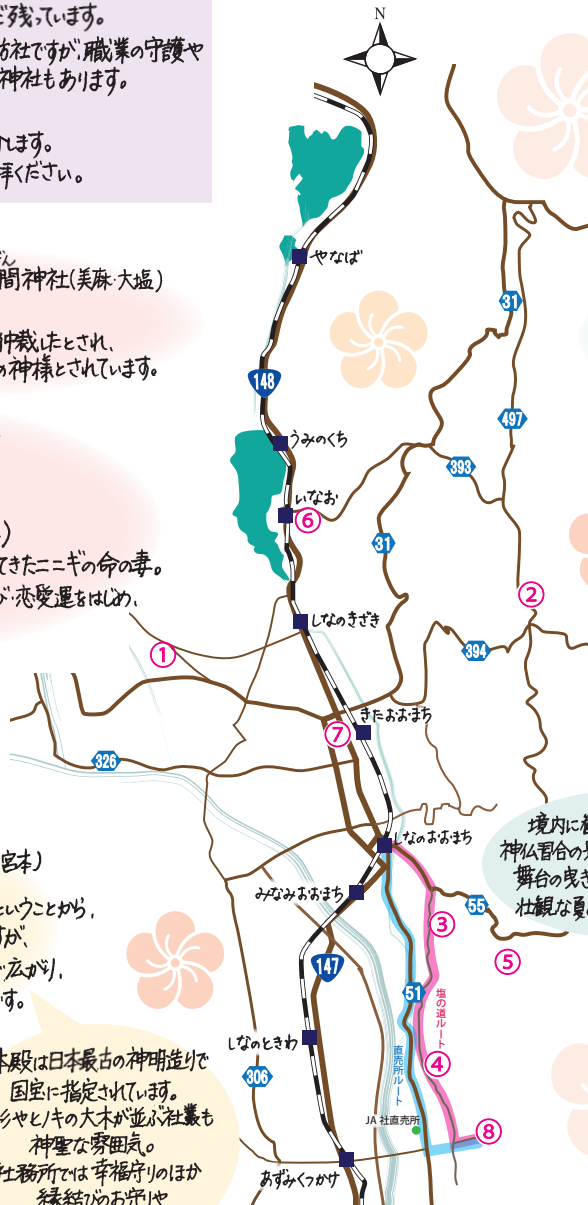 ど残っています。
方社ですが、職業の守護や
神社もあります。
します。
ください。
N
間神社(美麻・大塩)
仲裁したとされ、
の神様とされています。
)
てきたニニギの命の妻。
び・恋愛運をはじめ、
やなば
148
うみのくち
いなお
⑥
しなのきざき
31
497
393
31
②
①
394
きたおおまち
⑦
326
しなのおおまち
みなみおおまち
55
③
⑤
147
51
塩の道ルート
直売所ルート
④
しなのときわ
306
JA 社直売所
⑧
あずみくつかけ
境内に
神仏習合の
舞台の曳き
壮観な夏
宮本)
ということから、
すが、
広がり、
です。
本殿は日本最古の神明造りで
国宝に指定されています。
杉やヒノキの大木が並ぶ社叢も
神聖な雰囲気。
社務所では幸福守りのほか
縁結びのお守りや